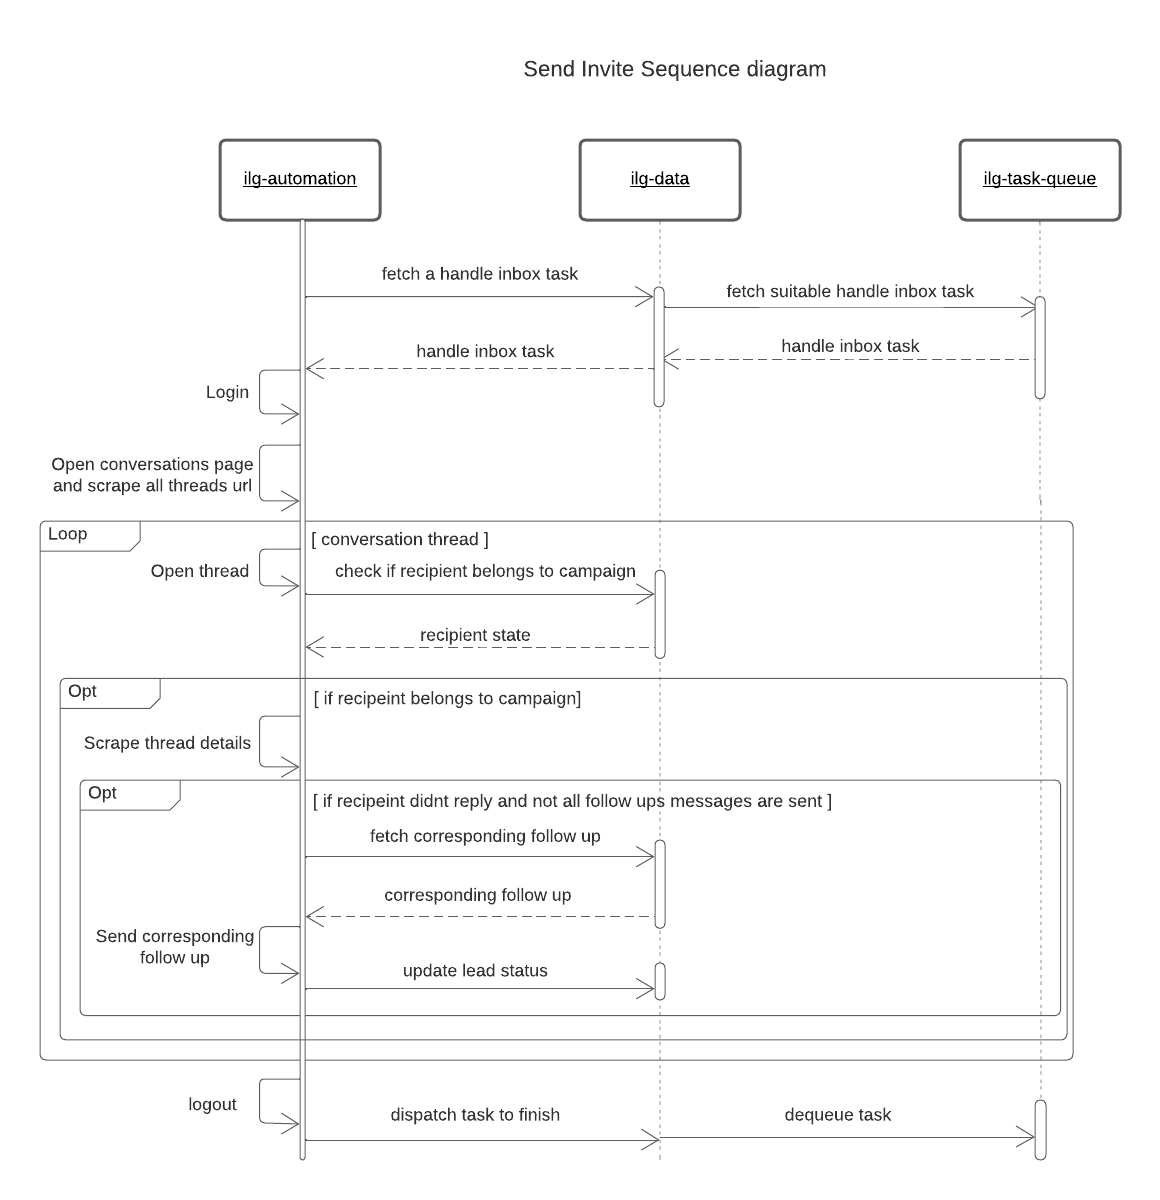 Send Invite Sequence diagram
ilg-automation
ilg-data
ilg-task-queue
fetch a handle inbox task
fetch suitable handle inbox task
handle inbox task
handle inbox task
Login
Open conversations page
and scrape all threads url
Loop
[ conversation thread ]
Open thread
check if recipient belongs to campaign
recipient state
Opt
[ if recipeint belongs to campaign]
Scrape thread details
Opt
[ if recipeint didnt reply and not all follow ups messages are sent ]
fetch corresponding follow up
corresponding follow up
Send corresponding
follow up
update lead status
logout
dispatch task to finish
dequeue task